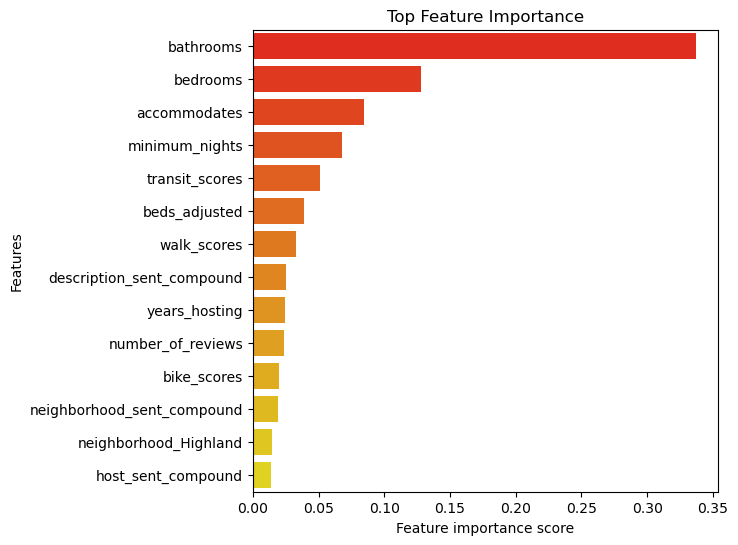 Top Feature Importance
Features
bathrooms
bedrooms
accommodates
minimum_nights
transit_scores
beds_adjusted
walk_scores
description_sent_compound
years_hosting
number_of_reviews
bike_scores
neighborhood_sent_compound
neighborhood_Highland
host_sent_compound
0.00 0.05 0.10 0.15 0.20 0.25 0.30 0.35
Feature importance score